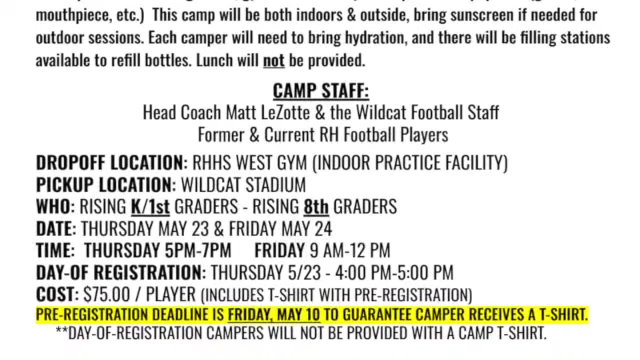 mouthpiece, etc.) This camp will be both indoors & outside, bring sunscreen if needed for
outdoor sessions. Each camper will need to bring hydration, and there will be filling stations
available to refill bottles. Lunch will not be provided.
CAMP STAFF:
Head Coach Matt LeZotte & the Wildcat Football Staff
Former & Current RH Football Players
DROPOFF LOCATION: RHHS WEST GYM (INDOOR PRACTICE FACILITY)
PICKUP LOCATION: WILDCAT STADIUM
WHO: RISING K/1st GRADERS - RISING 8th GRADERS
DATE: THURSDAY MAY 23 & FRIDAY MAY 24
TIME: THURSDAY 5PM-7PM FRIDAY 9 AM-12 PM
DAY-OF REGISTRATION: THURSDAY 5/23 - 4:00 PM-5:00 PM
COST: $75.00 / PLAYER (INCLUDES T-SHIRT WITH PRE-REGISTRATION)
PRE-REGISTRATION DEADLINE IS FRIDAY, MAY 10 TO GUARANTEE CAMPER RECEIVES A T-SHIRT.
**DAY-OF-REGISTRATION CAMPERS WILL NOT BE PROVIDED WITH A CAMP T-SHIRT.